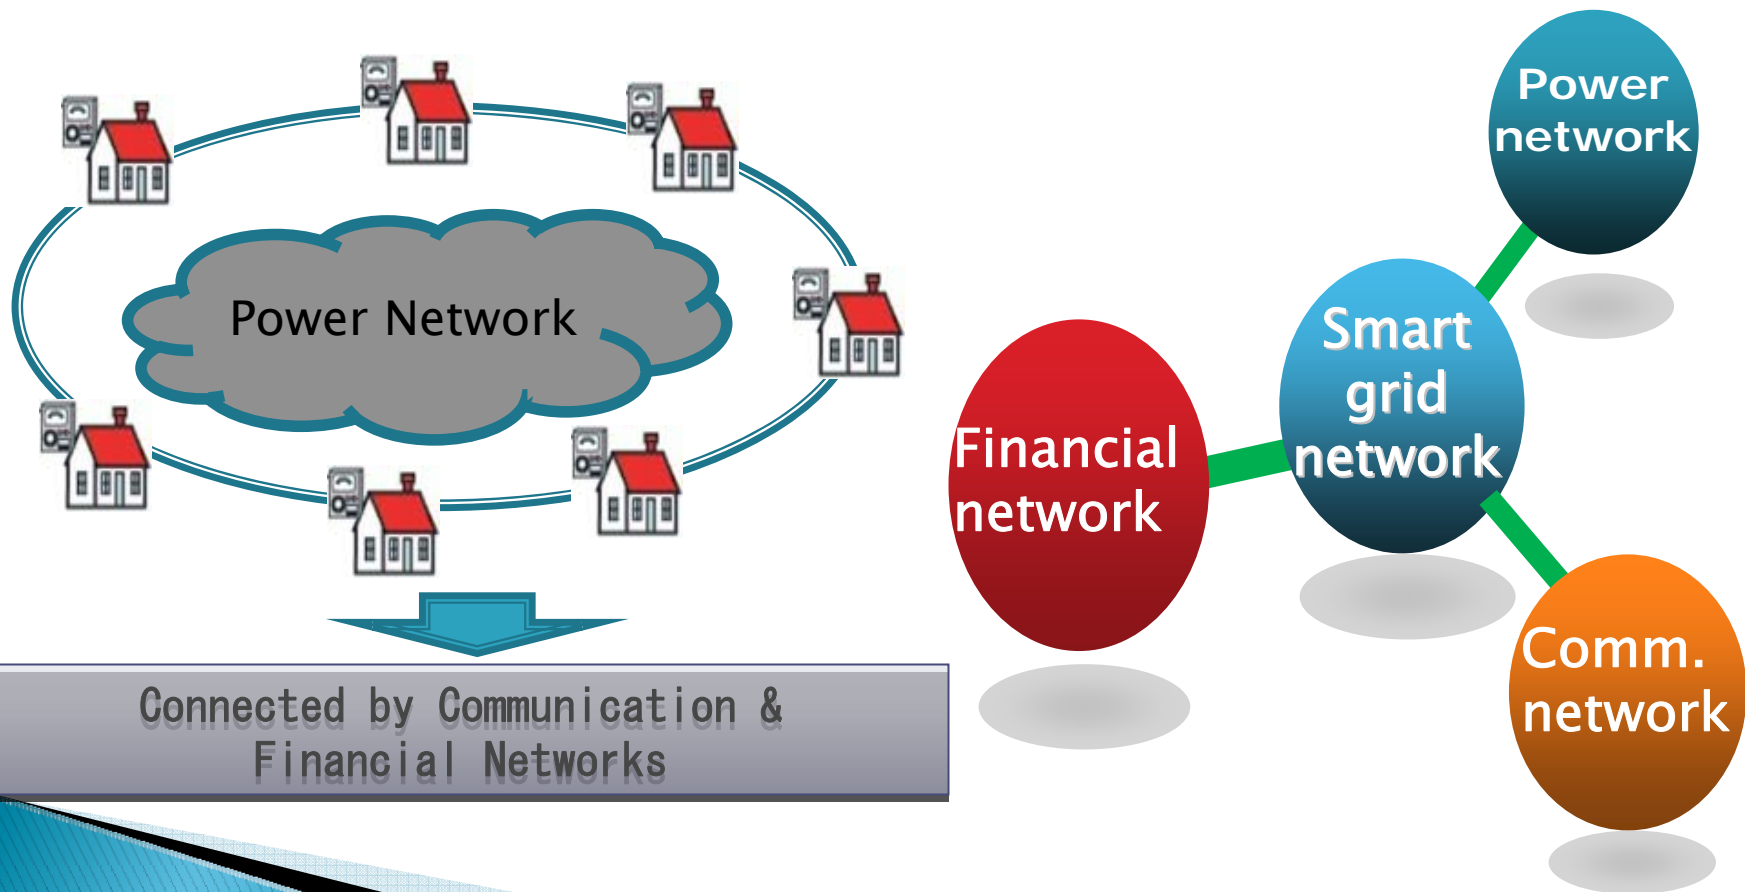 Power Network
Connected by Communication &
Financial Networks
Power
network
Smart
grid
network
Financial
network
Comm.
network